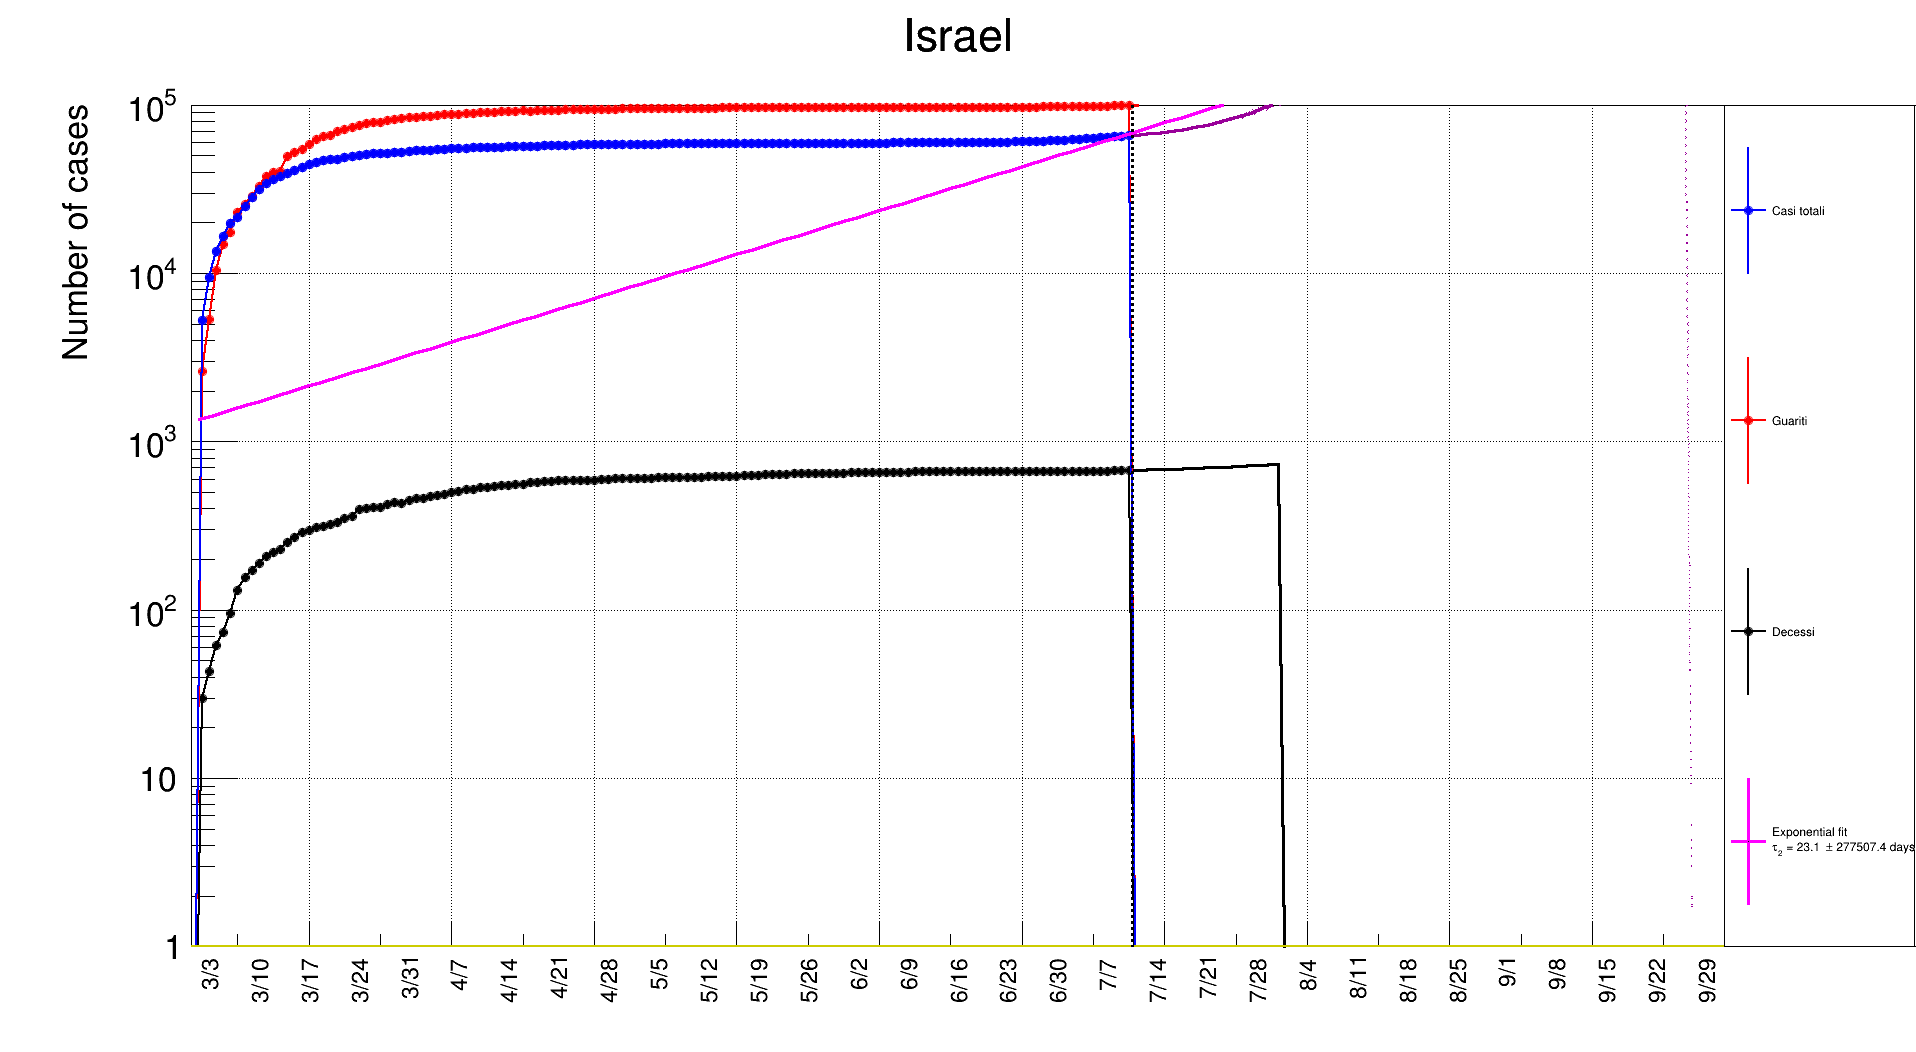 Israel
Number of cases
10^5
10^4
10^3
10^2
10
1
3/3 3/10 3/17 3/24 3/31 4/7 4/14 4/21 4/28 5/5 5/12 5/19 5/26 6/2 6/9 6/16 6/23 6/30 7/7 7/14 7/21 7/28 8/4 8/11 8/18 8/25 9/1 9/8 9/15 9/22 9/29
Casi totali
Guariti
Decessi
Exponential fit
τ_2 = 23.1 ± 277507.4 days